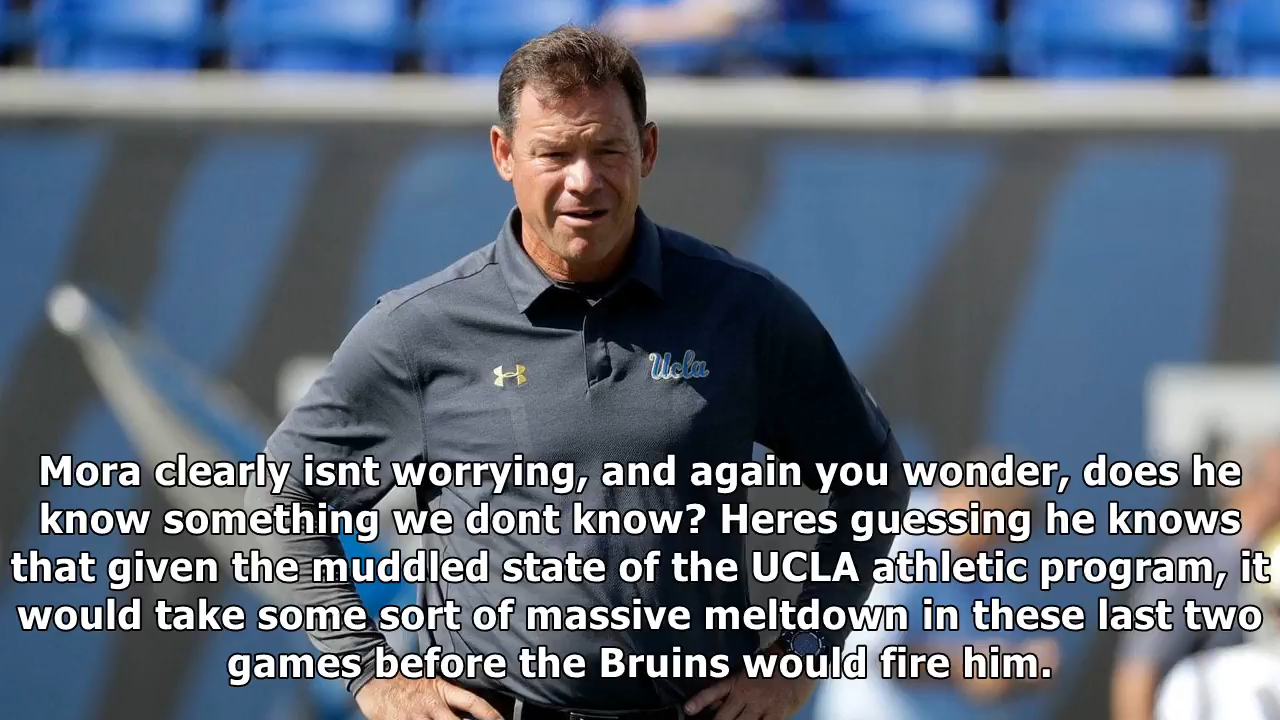 Ucla
Mora clearly isnt worrying, and again you wonder, does he
know something we dont know? Heres guessing he knows
that given the muddled state of the UCLA athletic program, it
would take some sort of massive meltdown in these last two
games before the Bruins would fire him.